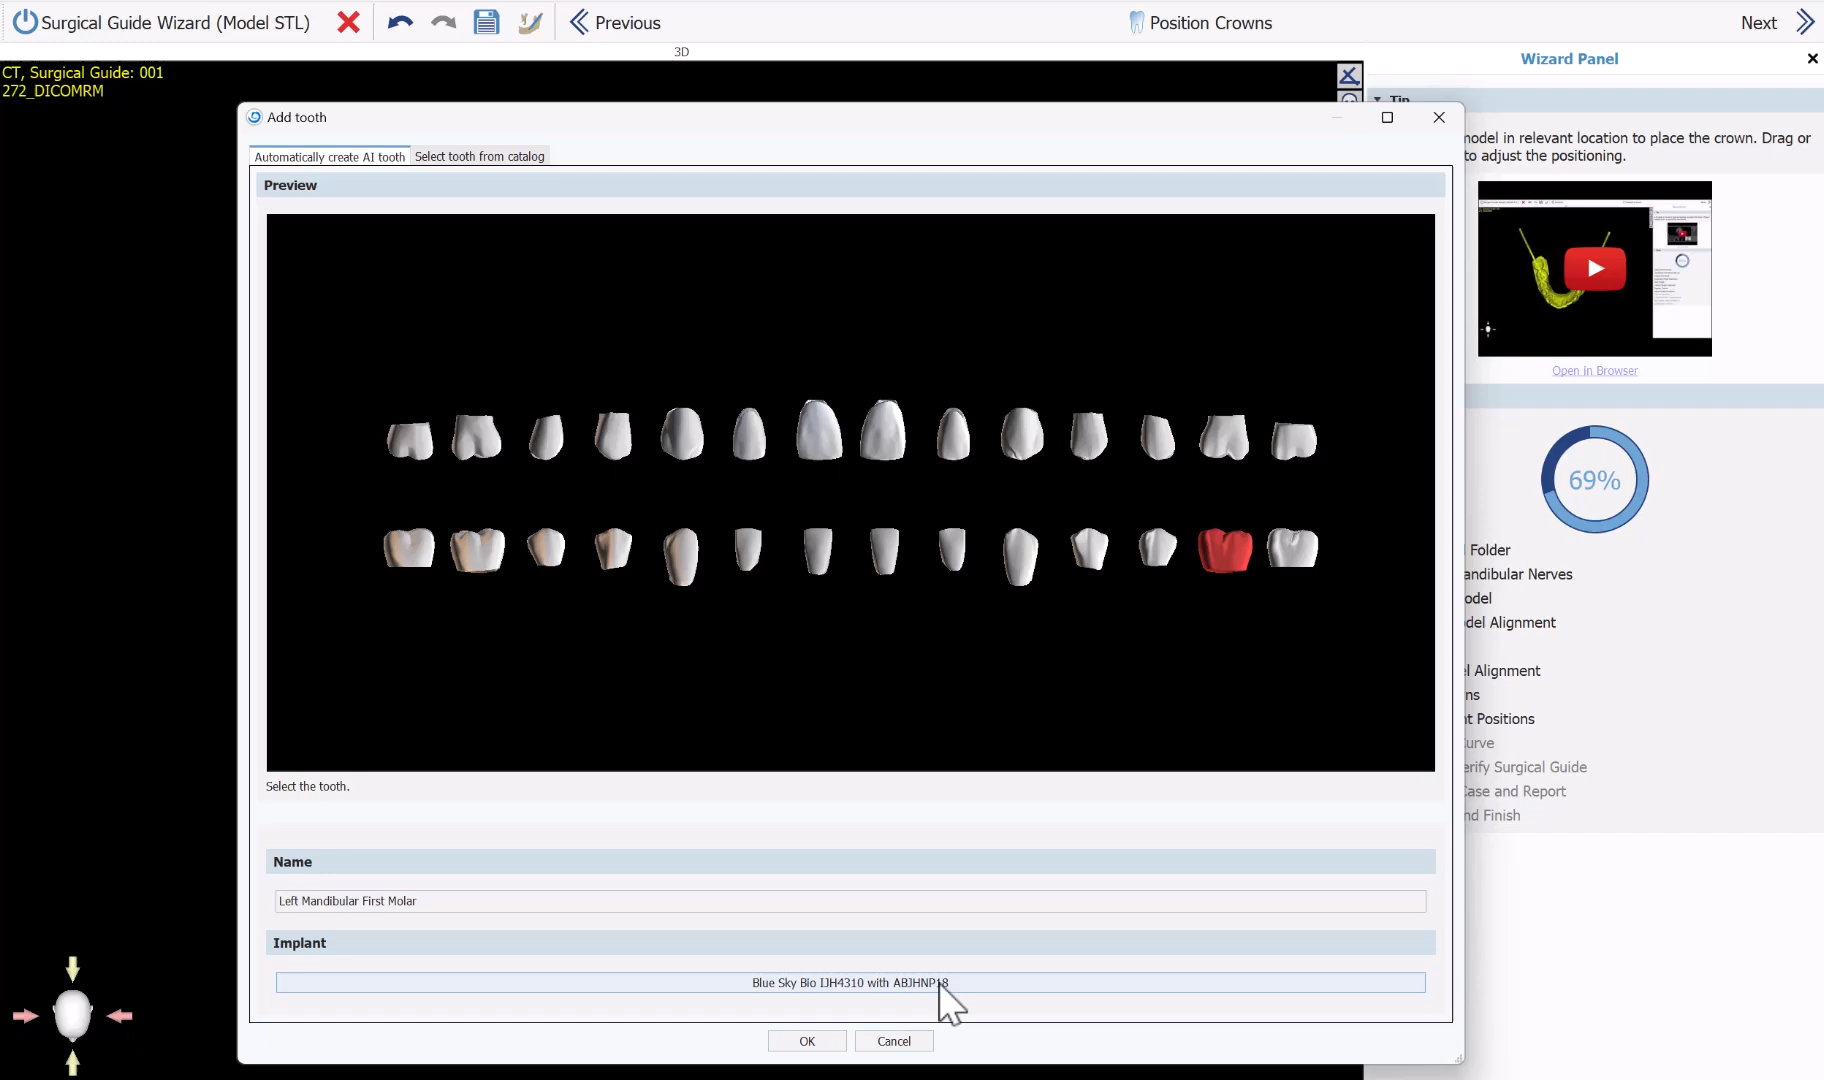 Surgical Guide Wizard (Model STL)
Previous
Position Crowns
Next
3D
Wizard Panel
CT, Surgical Guide: 001
272_DICOMRM
Tip
Add tooth
Automatically create AI tooth
Select tooth from catalog
model in relevant location to place the crown. Drag or
to adjust the positioning.
Preview
Open in Browser
69%
Folder
andibular Nerves
odel
del Alignment
l Alignment
ns
t Positions
urve
erify Surgical Guide
Case and Report
nd Finish
Select the tooth.
Name
Left Mandibular First Molar
Implant
Blue Sky Bio IJH4310 with ABJHNP18
OK
Cancel